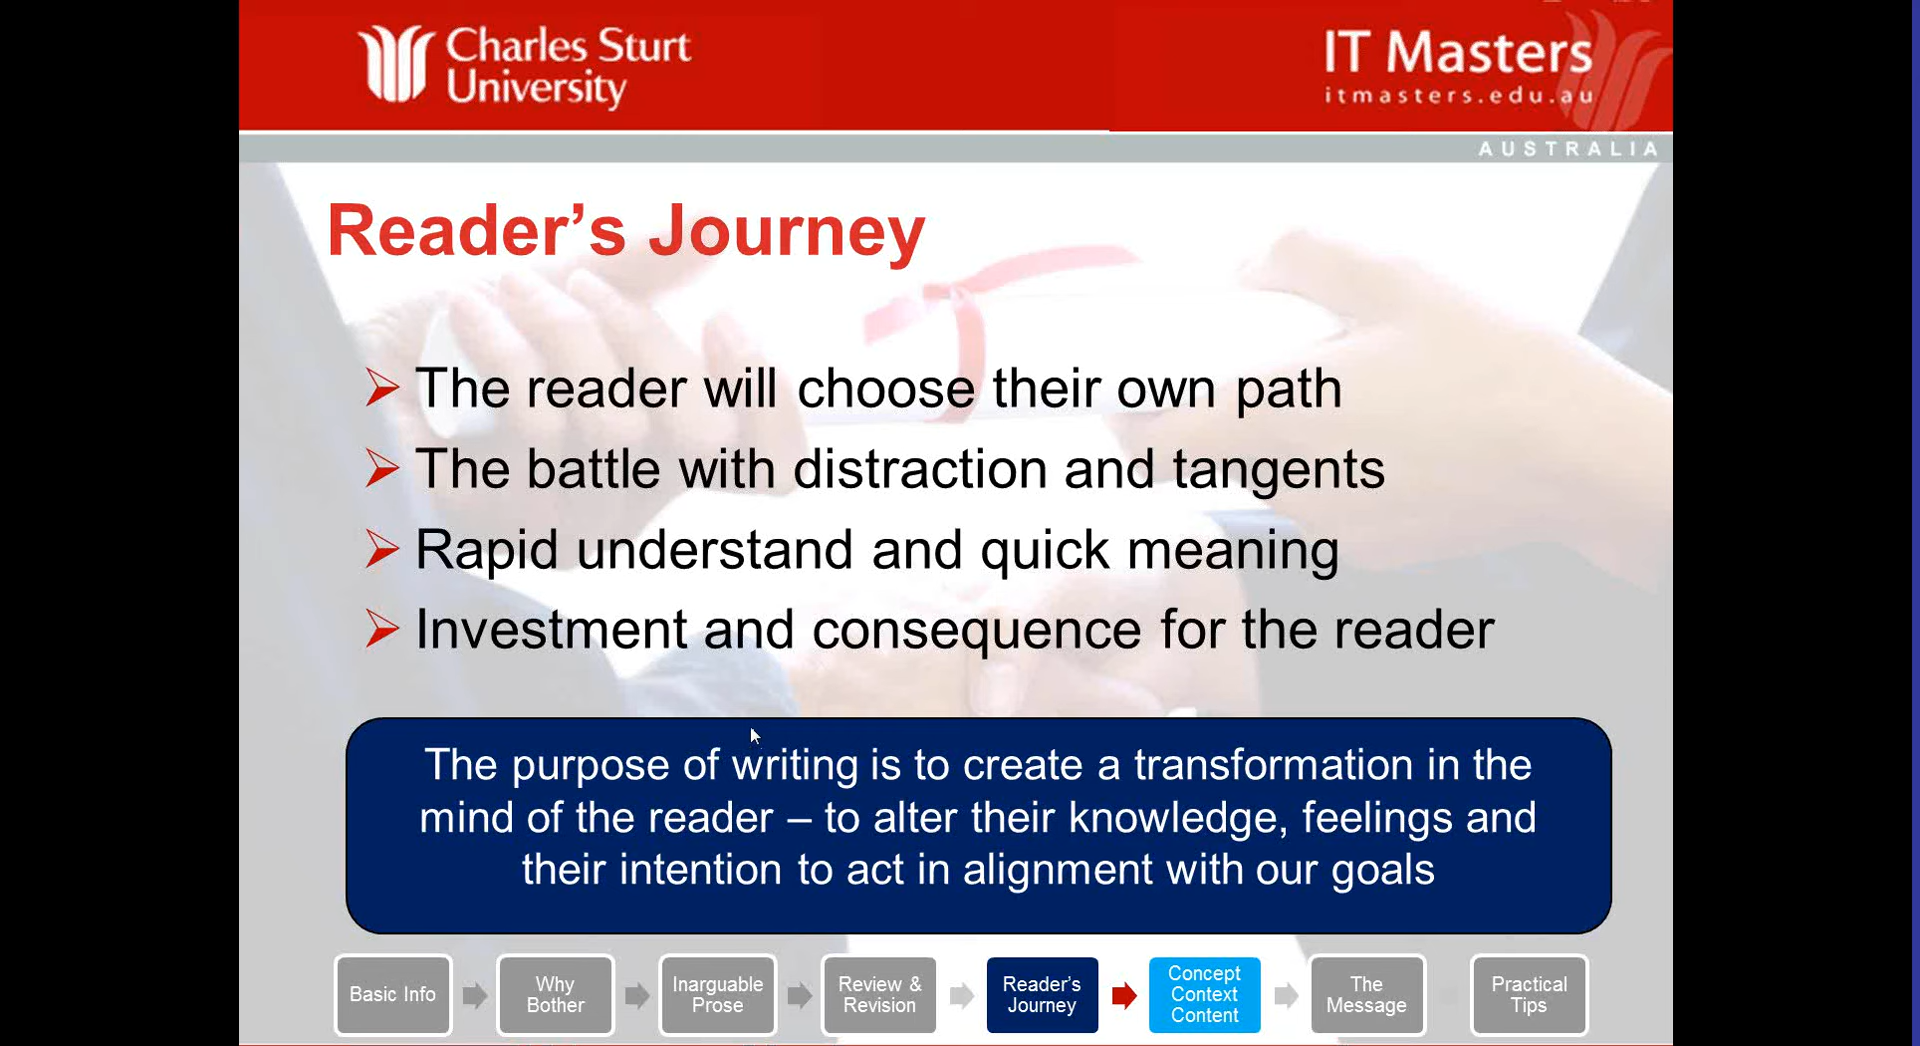 Charles Sturt
University
IT Masters
itmasters.edu.au
AUSTRALIA
Reader’s Journey
The reader will choose their own path
The battle with distraction and tangents
Rapid understand and quick meaning
Investment and consequence for the reader
The purpose of writing is to create a transformation in the
mind of the reader – to alter their knowledge, feelings and
their intention to act in alignment with our goals
Basic Info
Why
Bother
Inarguable
Prose
Review &
Revision
Reader’s
Journey
Concept
Context
Content
The
Message
Practical
Tips